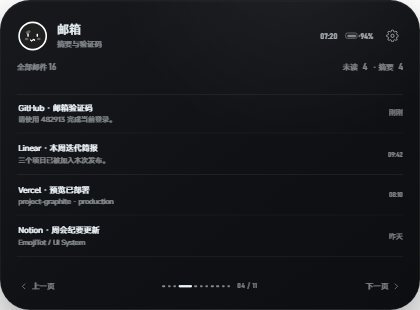 邮箱
摘要与验证码
07:20 94%
全部邮件 16
未读 4 · 摘要 4
GitHub · 邮箱验证码
请使用 482913 完成当前登录。
刚刚
Linear · 本周迭代简报
三个项目已被加入本次发布。
09:42
Vercel · 预览已部署
project-graphite · production
08:18
Notion · 周会纪要更新
EmojiTot / UI System
昨天
上一页
04 / 11
下一页